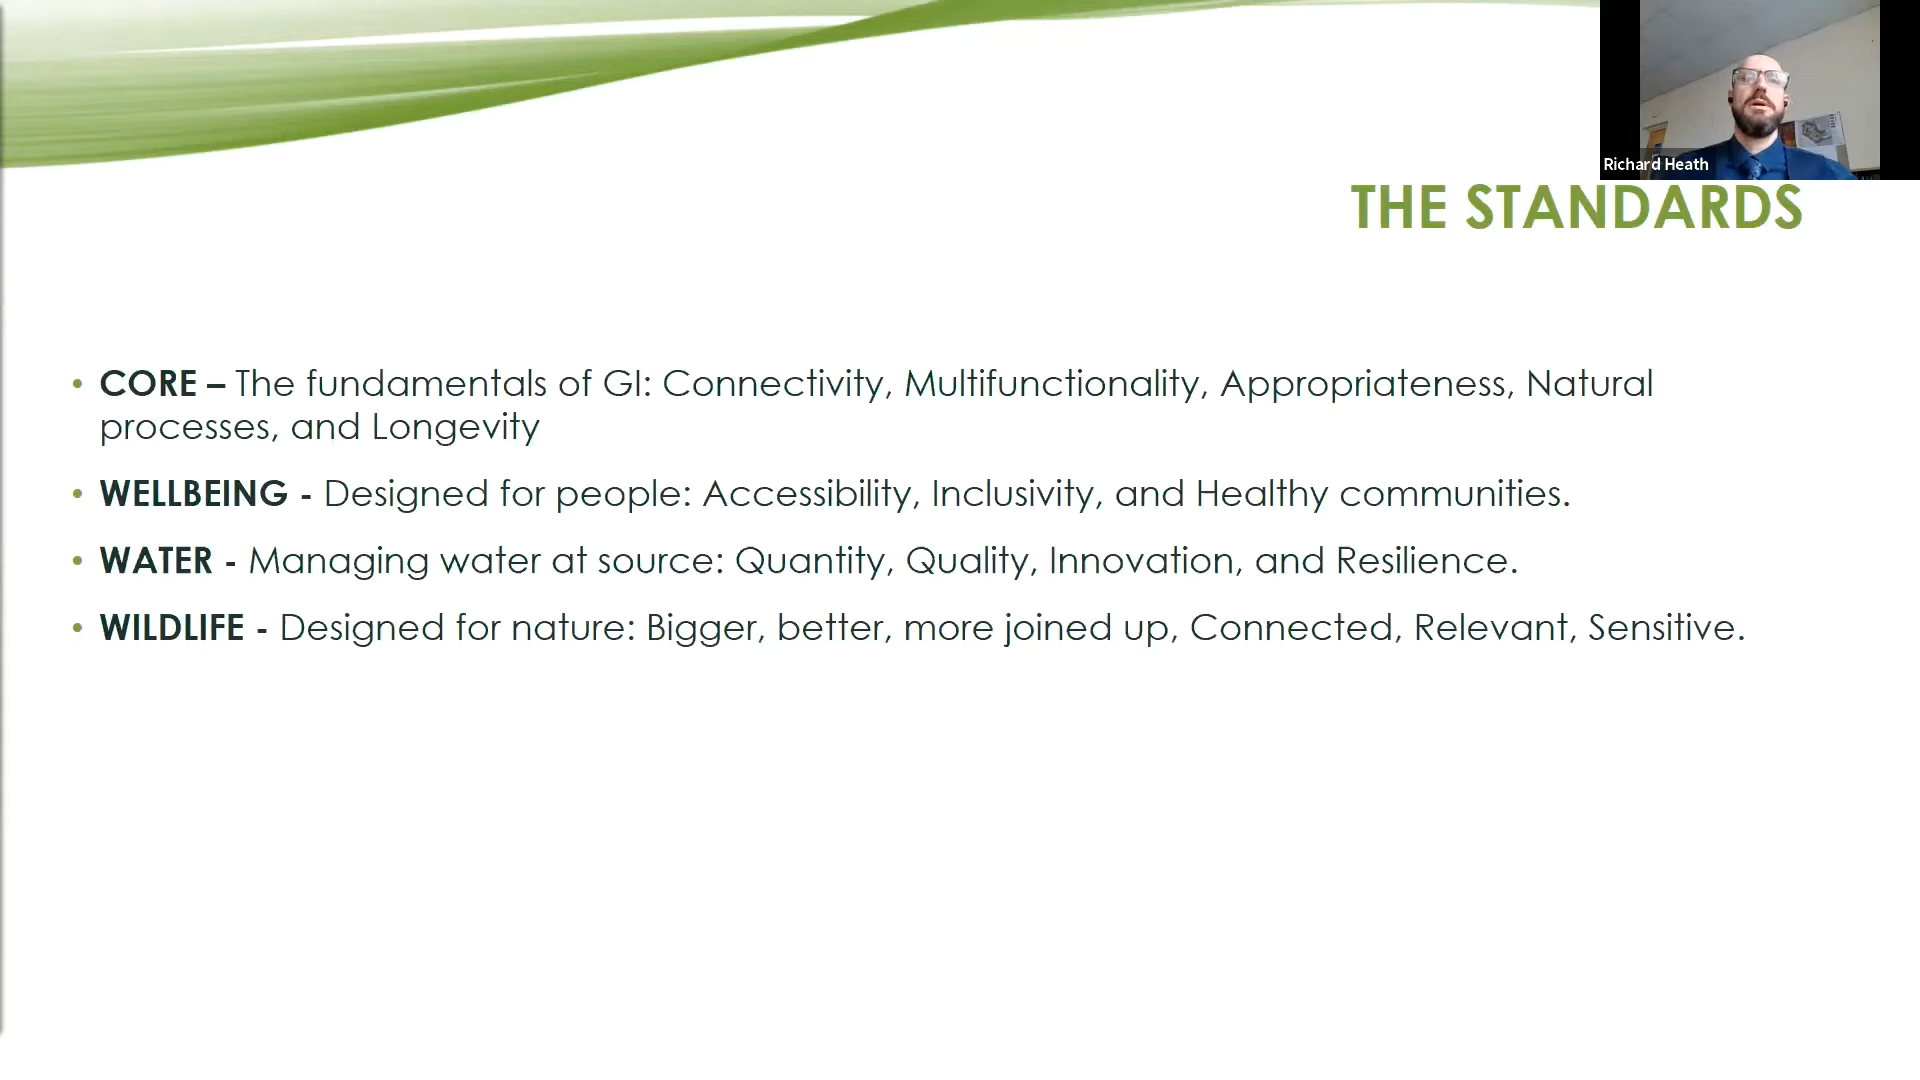 Richard Heath
THE STANDARDS
• CORE – The fundamentals of GI: Connectivity, Multifunctionality, Appropriateness, Natural
processes, and Longevity
• WELLBEING - Designed for people: Accessibility, Inclusivity, and Healthy communities.
• WATER - Managing water at source: Quantity, Quality, Innovation, and Resilience.
• WILDLIFE - Designed for nature: Bigger, better, more joined up, Connected, Relevant, Sensitive.